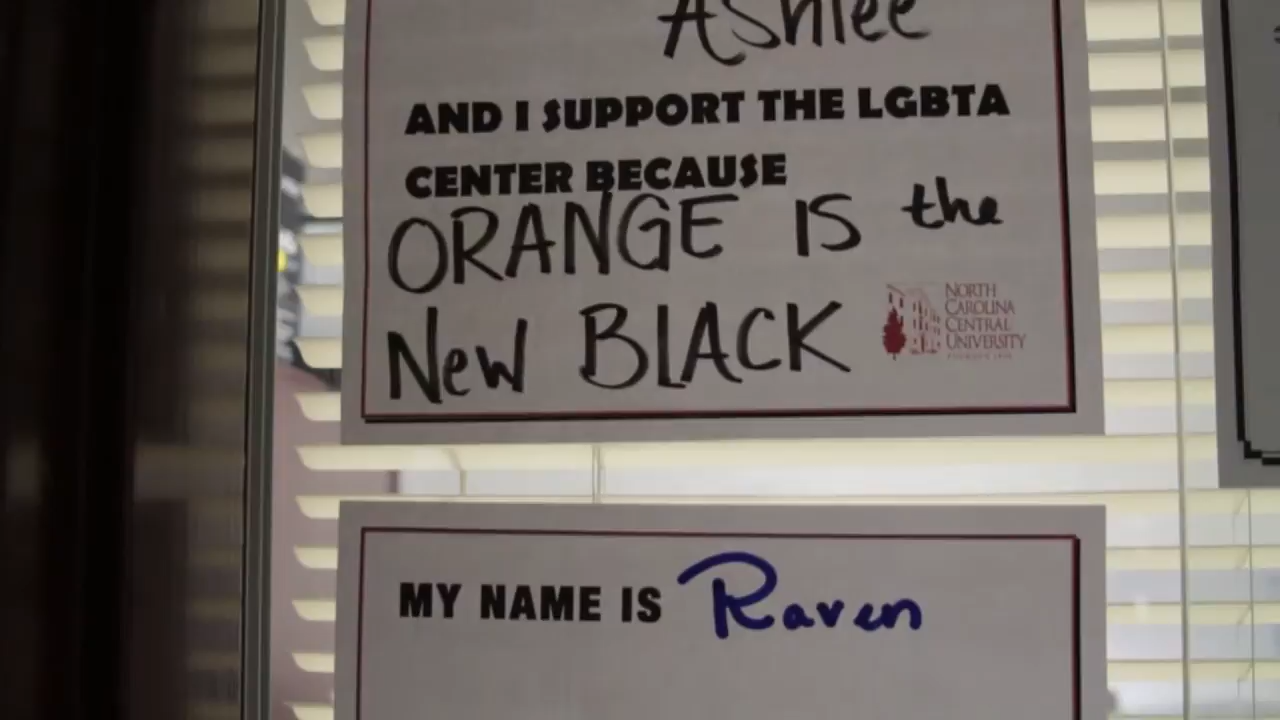 Ashlee
AND I SUPPORT THE LGBTA
CENTER BECAUSE
ORANGE IS the
New BLACK
NORTH
CAROLINA
CENTRAL
UNIVERSITY
MY NAME IS Raven